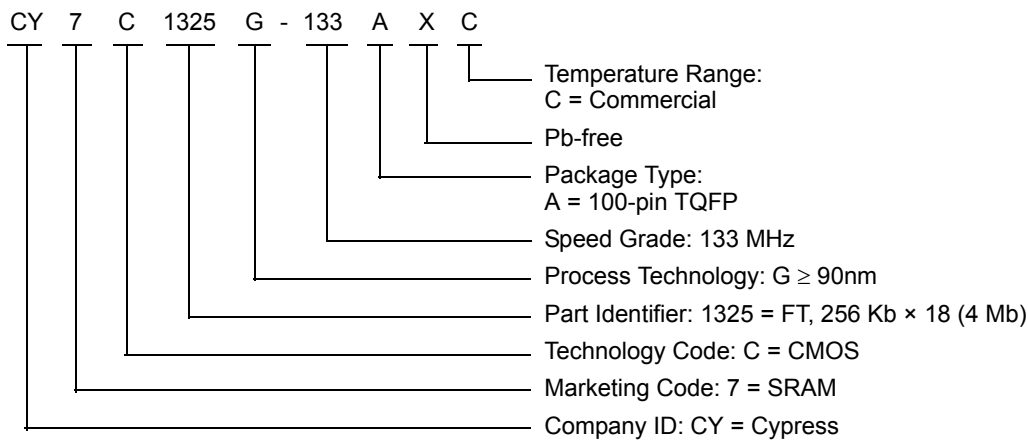 CY 7 C 1325 G - 133 A X C
Temperature Range:
C = Commercial
Pb-free
Package Type:
A = 100-pin TQFP
Speed Grade: 133 MHz
Process Technology: G ≥ 90nm
Part Identifier: 1325 = FT, 256 Kb × 18 (4 Mb)
Technology Code: C = CMOS
Marketing Code: 7 = SRAM
Company ID: CY = Cypress